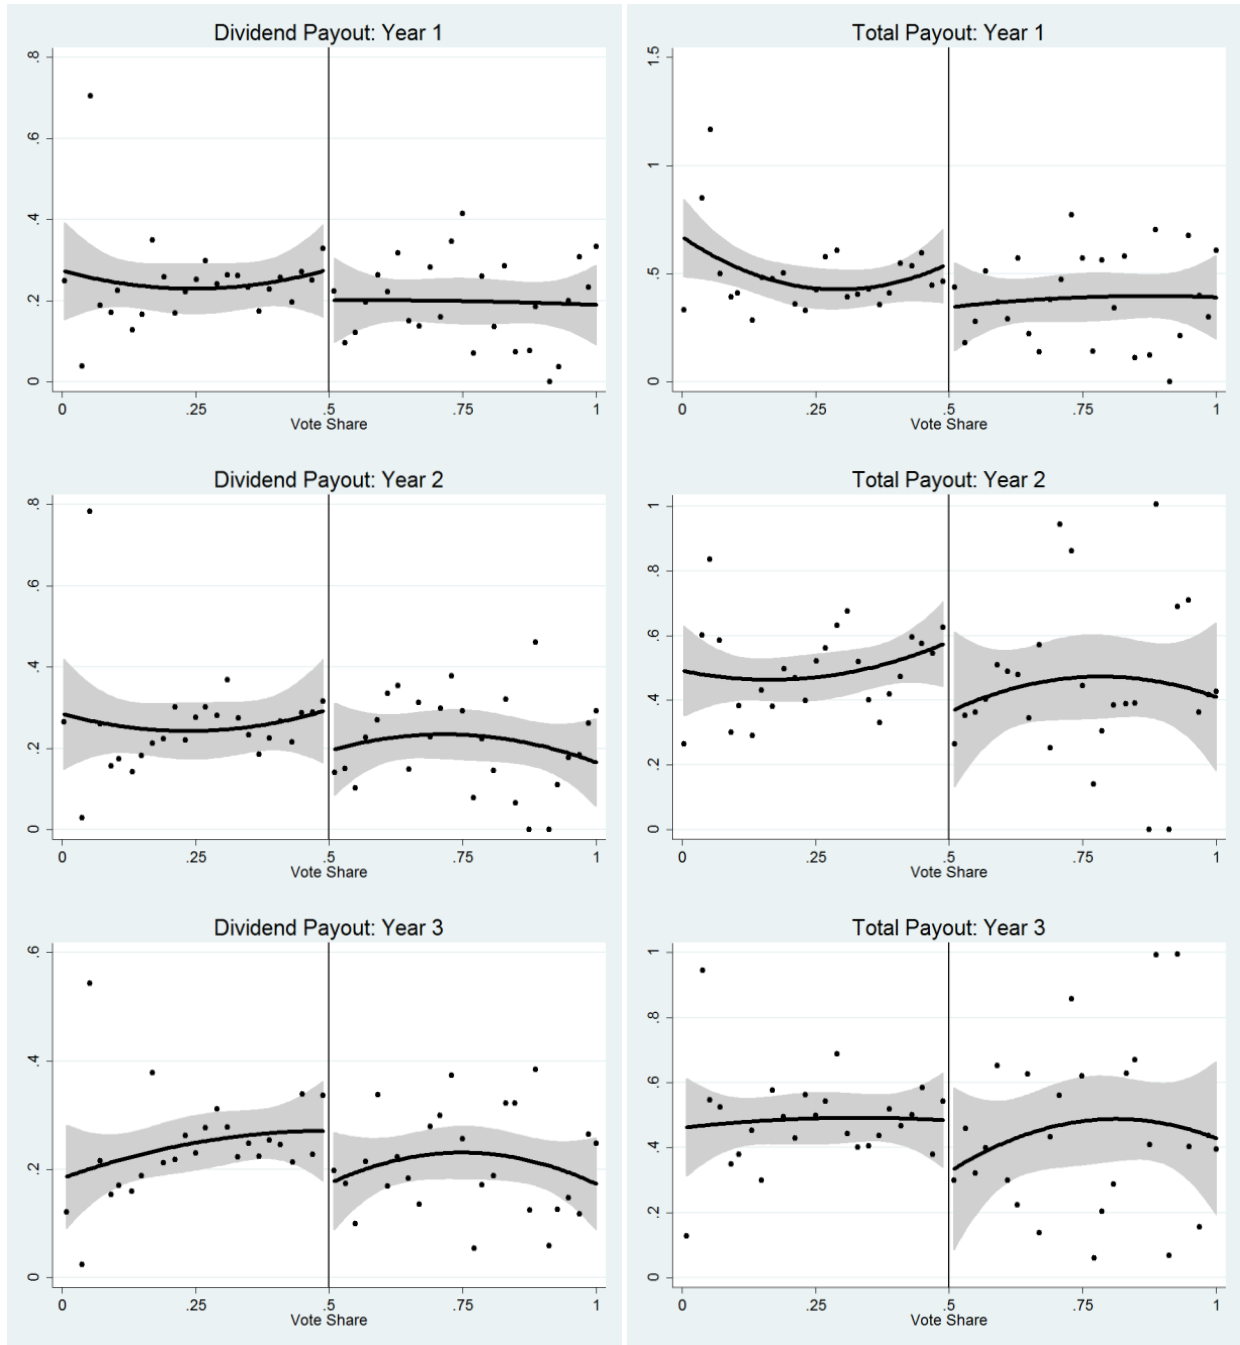 Dividend Payout: Year 1
.8
.6
.4
.2
0
0 .25 .5 .75 1
Vote Share
Total Payout: Year 1
1.5
1
.5
0
0 .25 .5 .75 1
Vote Share
Dividend Payout: Year 2
.8
.6
.4
.2
0
0 .25 .5 .75 1
Vote Share
Total Payout: Year 2
1
.8
.6
.4
.2
0
0 .25 .5 .75 1
Vote Share
Dividend Payout: Year 3
.6
.4
.2
0
0 .25 .5 .75 1
Vote Share
Total Payout: Year 3
1
.8
.6
.4
.2
0
0 .25 .5 .75 1
Vote Share